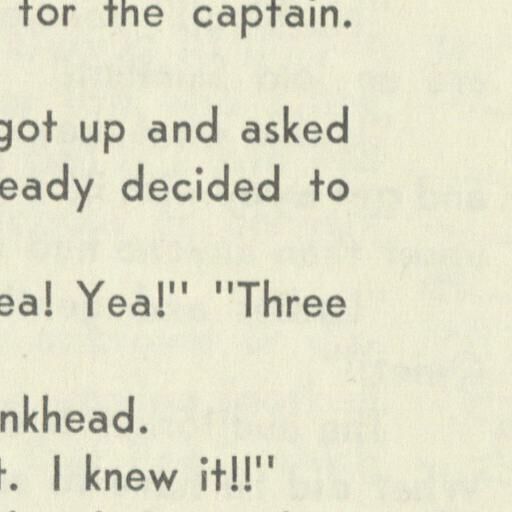 for the captain.
got up and asked
eady decided to
ea! Yea!" "Three
nkhead.
t. I knew it!!"